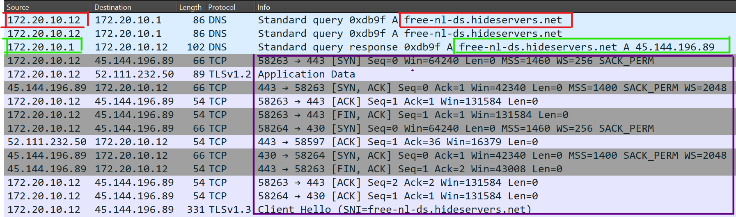 Source Destination Length Protocol Info
172.20.10.12 172.20.10.1 86 DNS Standard query 0xdb9f A free-nl-ds.hideservers.net
172.20.10.12 172.20.10.1 86 DNS Standard query 0xdb9f A free-nl-ds.hideservers.net
172.20.10.1 172.20.10.12 102 DNS Standard query response 0xdb9f A free-nl-ds.hideservers.net A 45.144.196.89
172.20.10.12 45.144.196.89 66 TCP 58263 → 443 [SYN] Seq=0 Win=64240 Len=0 MSS=1460 WS=256 SACK_PERM
172.20.10.12 52.111.232.50 89 TLSv1.2 Application Data
45.144.196.89 172.20.10.12 66 TCP 443 → 58263 [SYN, ACK] Seq=0 Ack=1 Win=42340 Len=0 MSS=1400 SACK_PERM WS=2048
172.20.10.12 45.144.196.89 54 TCP 58263 → 443 [ACK] Seq=1 Ack=1 Win=131584 Len=0
172.20.10.12 45.144.196.89 54 TCP 58263 → 443 [FIN, ACK] Seq=1 Ack=1 Win=131584 Len=0
172.20.10.12 45.144.196.89 66 TCP 58264 → 430 [SYN] Seq=0 Win=64240 Len=0 MSS=1460 WS=256 SACK_PERM
52.111.232.50 172.20.10.12 54 TCP 443 → 58597 [ACK] Seq=1 Ack=36 Win=16379 Len=0
45.144.196.89 172.20.10.12 66 TCP 430 → 58264 [SYN, ACK] Seq=0 Ack=1 Win=42340 Len=0 MSS=1400 SACK_PERM WS=2048
45.144.196.89 172.20.10.12 54 TCP 443 → 58263 [FIN, ACK] Seq=1 Ack=2 Win=43008 Len=0
172.20.10.12 45.144.196.89 54 TCP 58263 → 443 [ACK] Seq=2 Ack=2 Win=131584 Len=0
172.20.10.12 45.144.196.89 54 TCP 58264 → 430 [ACK] Seq=1 Ack=1 Win=131584 Len=0
172.20.10.12 45.144.196.89 331 TLSv1.3 Client Hello (SNI=free-nl-ds.hideservers.net)